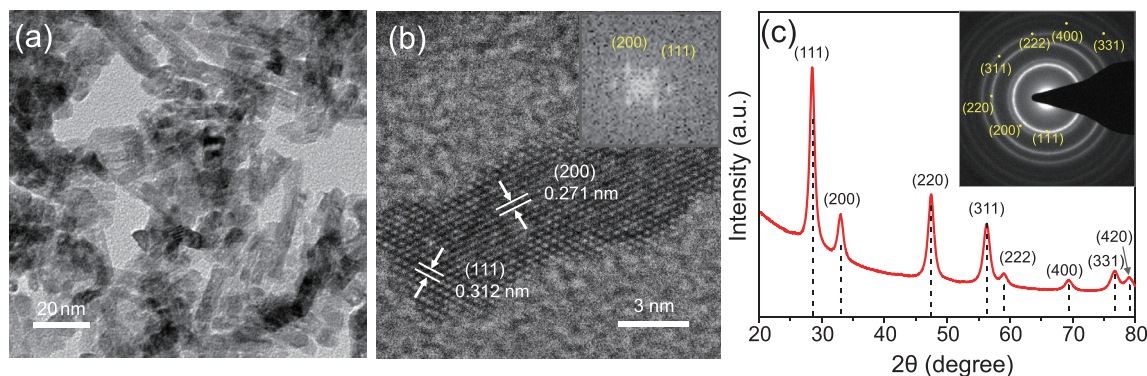 (a)
20 nm
(b)
(200)
(111)
(200)
0.271 nm
(111)
0.312 nm
3 nm
(c)
(111)
(200)
(220)
(311)
(222)
(400)
(331)
(420)
(222)
(400)
(331)
(311)
(220)
(200)
(111)
Intensity (a.u.)
20
30
40
50
60
70
80
2θ (degree)